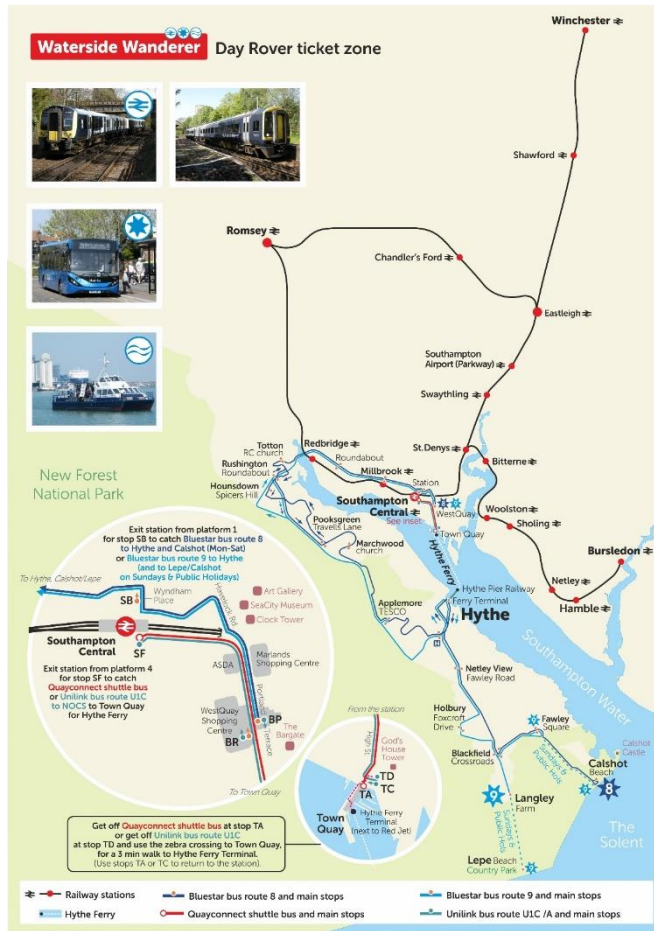 Waterside Wanderer Day Rover ticket zone
Winchester
Shawford
Romsey
Chandler's Ford
Eastleigh
Southampton
Airport (Parkway)
Swaythling
St.Denys
Bitterne
Totton
RC church
Redbridge
Roundabout
Rushington
Roundabout
Millbrook
Station
Hounsdown
Spicers Hill
Southampton
Central
See inset
WestQuay
Town Quay
Woolston
Sholing
Bursledon
Netley
Hamble
New Forest
National Park
Pooksgreen
Travells Lane
Marchwood
church
Hythe Ferry
Hythe Pier Railway
Ferry Terminal
Hythe
Applemore
TESCO
Southampton Water
Netley View
Fawley Road
Holbury
Foxcroft
Drive
Fawley
Square
Blackfield
Crossroads
Sundays &
Public Hols
Calshot
Castle
Calshot
Beach
8
9
Langley
Farm
Sundays &
Public Hols
The
Solent
Lepe Beach
Country Park
Exit station from platform 1
for stop SB to catch Bluestar bus route 8
to Hythe and Calshot (Mon-Sat)
or Bluestar bus route 9 to Hythe
(and to Lepe/Calshot
on Sundays & Public Holidays)
To Hythe, Calshot/Lepe
Wyndham
Place
SB
Havelock Rd
Art Gallery
SeaCity Museum
Clock Tower
Southampton
Central
SF
Exit station from platform 4
for stop SF to catch
Quayconnect shuttle bus
or Unilink bus route U1C
to NOCS to Town Quay
for Hythe Ferry
ASDA
Marlands
Shopping Centre
Portland
Terrace
WestQuay
Shopping
Centre
BP
BR
The
Bargate
To Town Quay
From the station
High St
God's
House
Tower
TD
TC
TA
Town
Quay
Hythe Ferry
Terminal
(next to Red Jet)
Get off Quayconnect shuttle bus at stop TA
or get off Unilink bus route U1C
at stop TD and use the zebra crossing to Town Quay,
for a 3 min walk to Hythe Ferry Terminal.
(Use stops TA or TC to return to the station).
Railway stations
Bluestar bus route 8 and main stops
Bluestar bus route 9 and main stops
Hythe Ferry
Quayconnect shuttle bus and main stops
Unilink bus route U1C /A and main stops